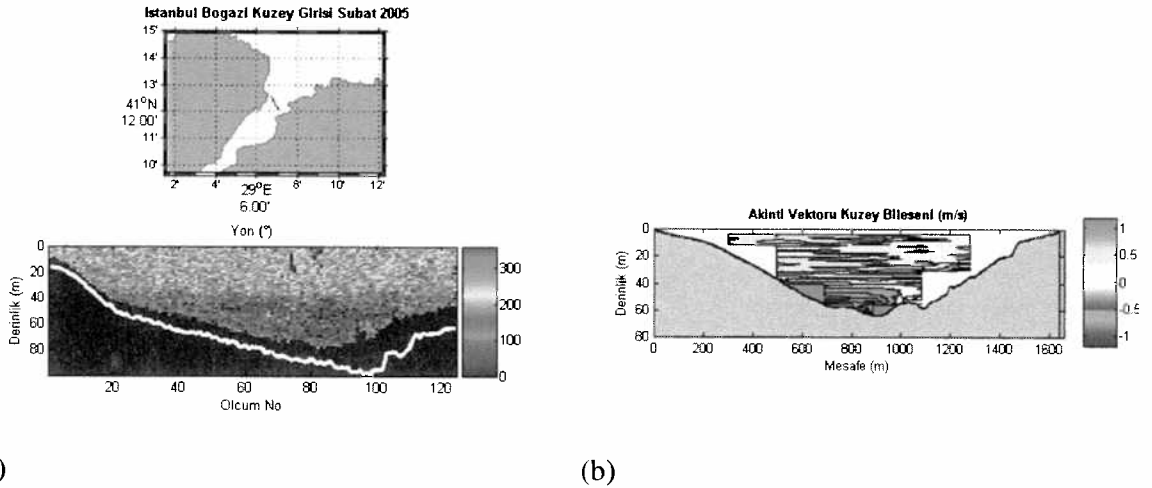 Istanbul Bogazi Kuzey Girisi Subat 2005
15'
14'
13'
41°N
12.00'
11'
10'
2' 4' 29°E 8' 10' 12'
6.00'
Yon (°)
0
20
40
60
80
Derinlik (m)
20 40 60 80 100 120
Olcum No
300
200
100
0
)
Akinti Vektoru Kuzey Bileseni (m/s)
0
20
40
60
80
Derinlik (m)
0 200 400 600 800 1000 1200 1400 1600
Mesafe (m)
1
0.5
0
-0.5
-1
(b)